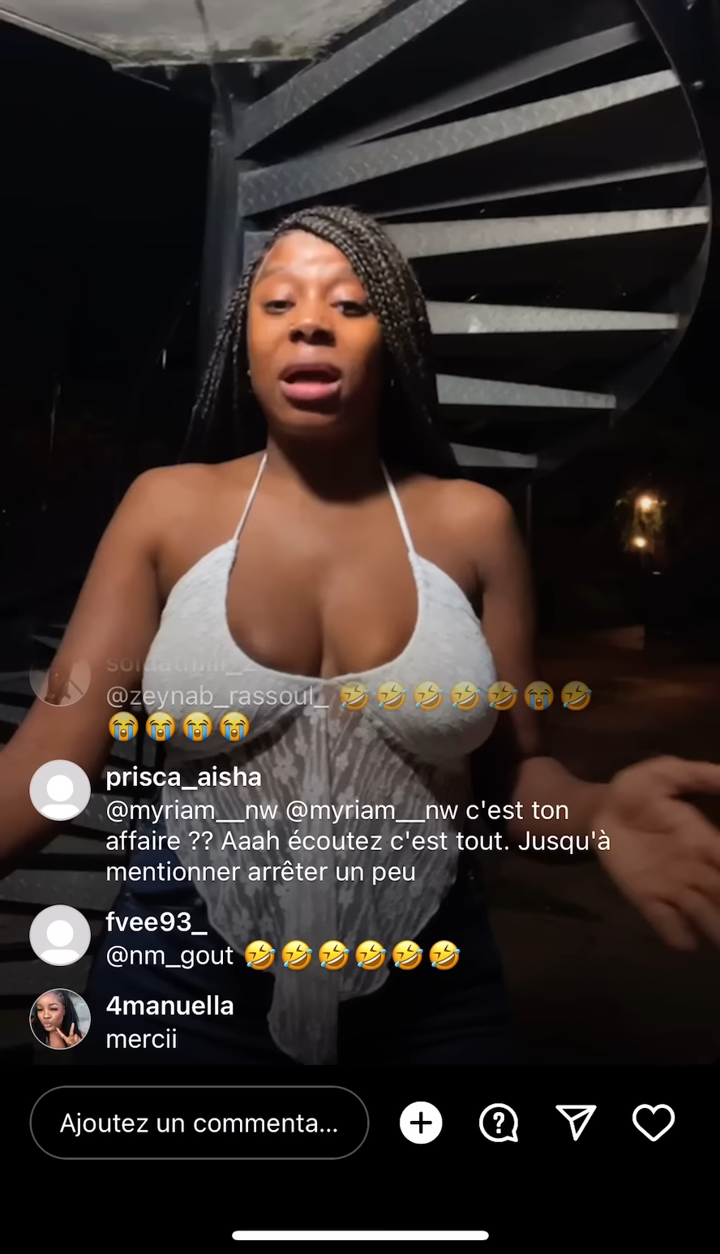 @zeynab_rassoul_ 🤣🤣🤣🤣🤣😭🤣
😭😭😭😭
prisca_aisha
@myriam__nw @myriam__nw c'est ton
affaire ?? Aaah écoutez c'est tout. Jusqu'à
mentionner arrêter un peu
fvee93_
@nm_gout 🤣🤣🤣🤣🤣🤣
4manuella
mercii
Ajoutez un commenta...